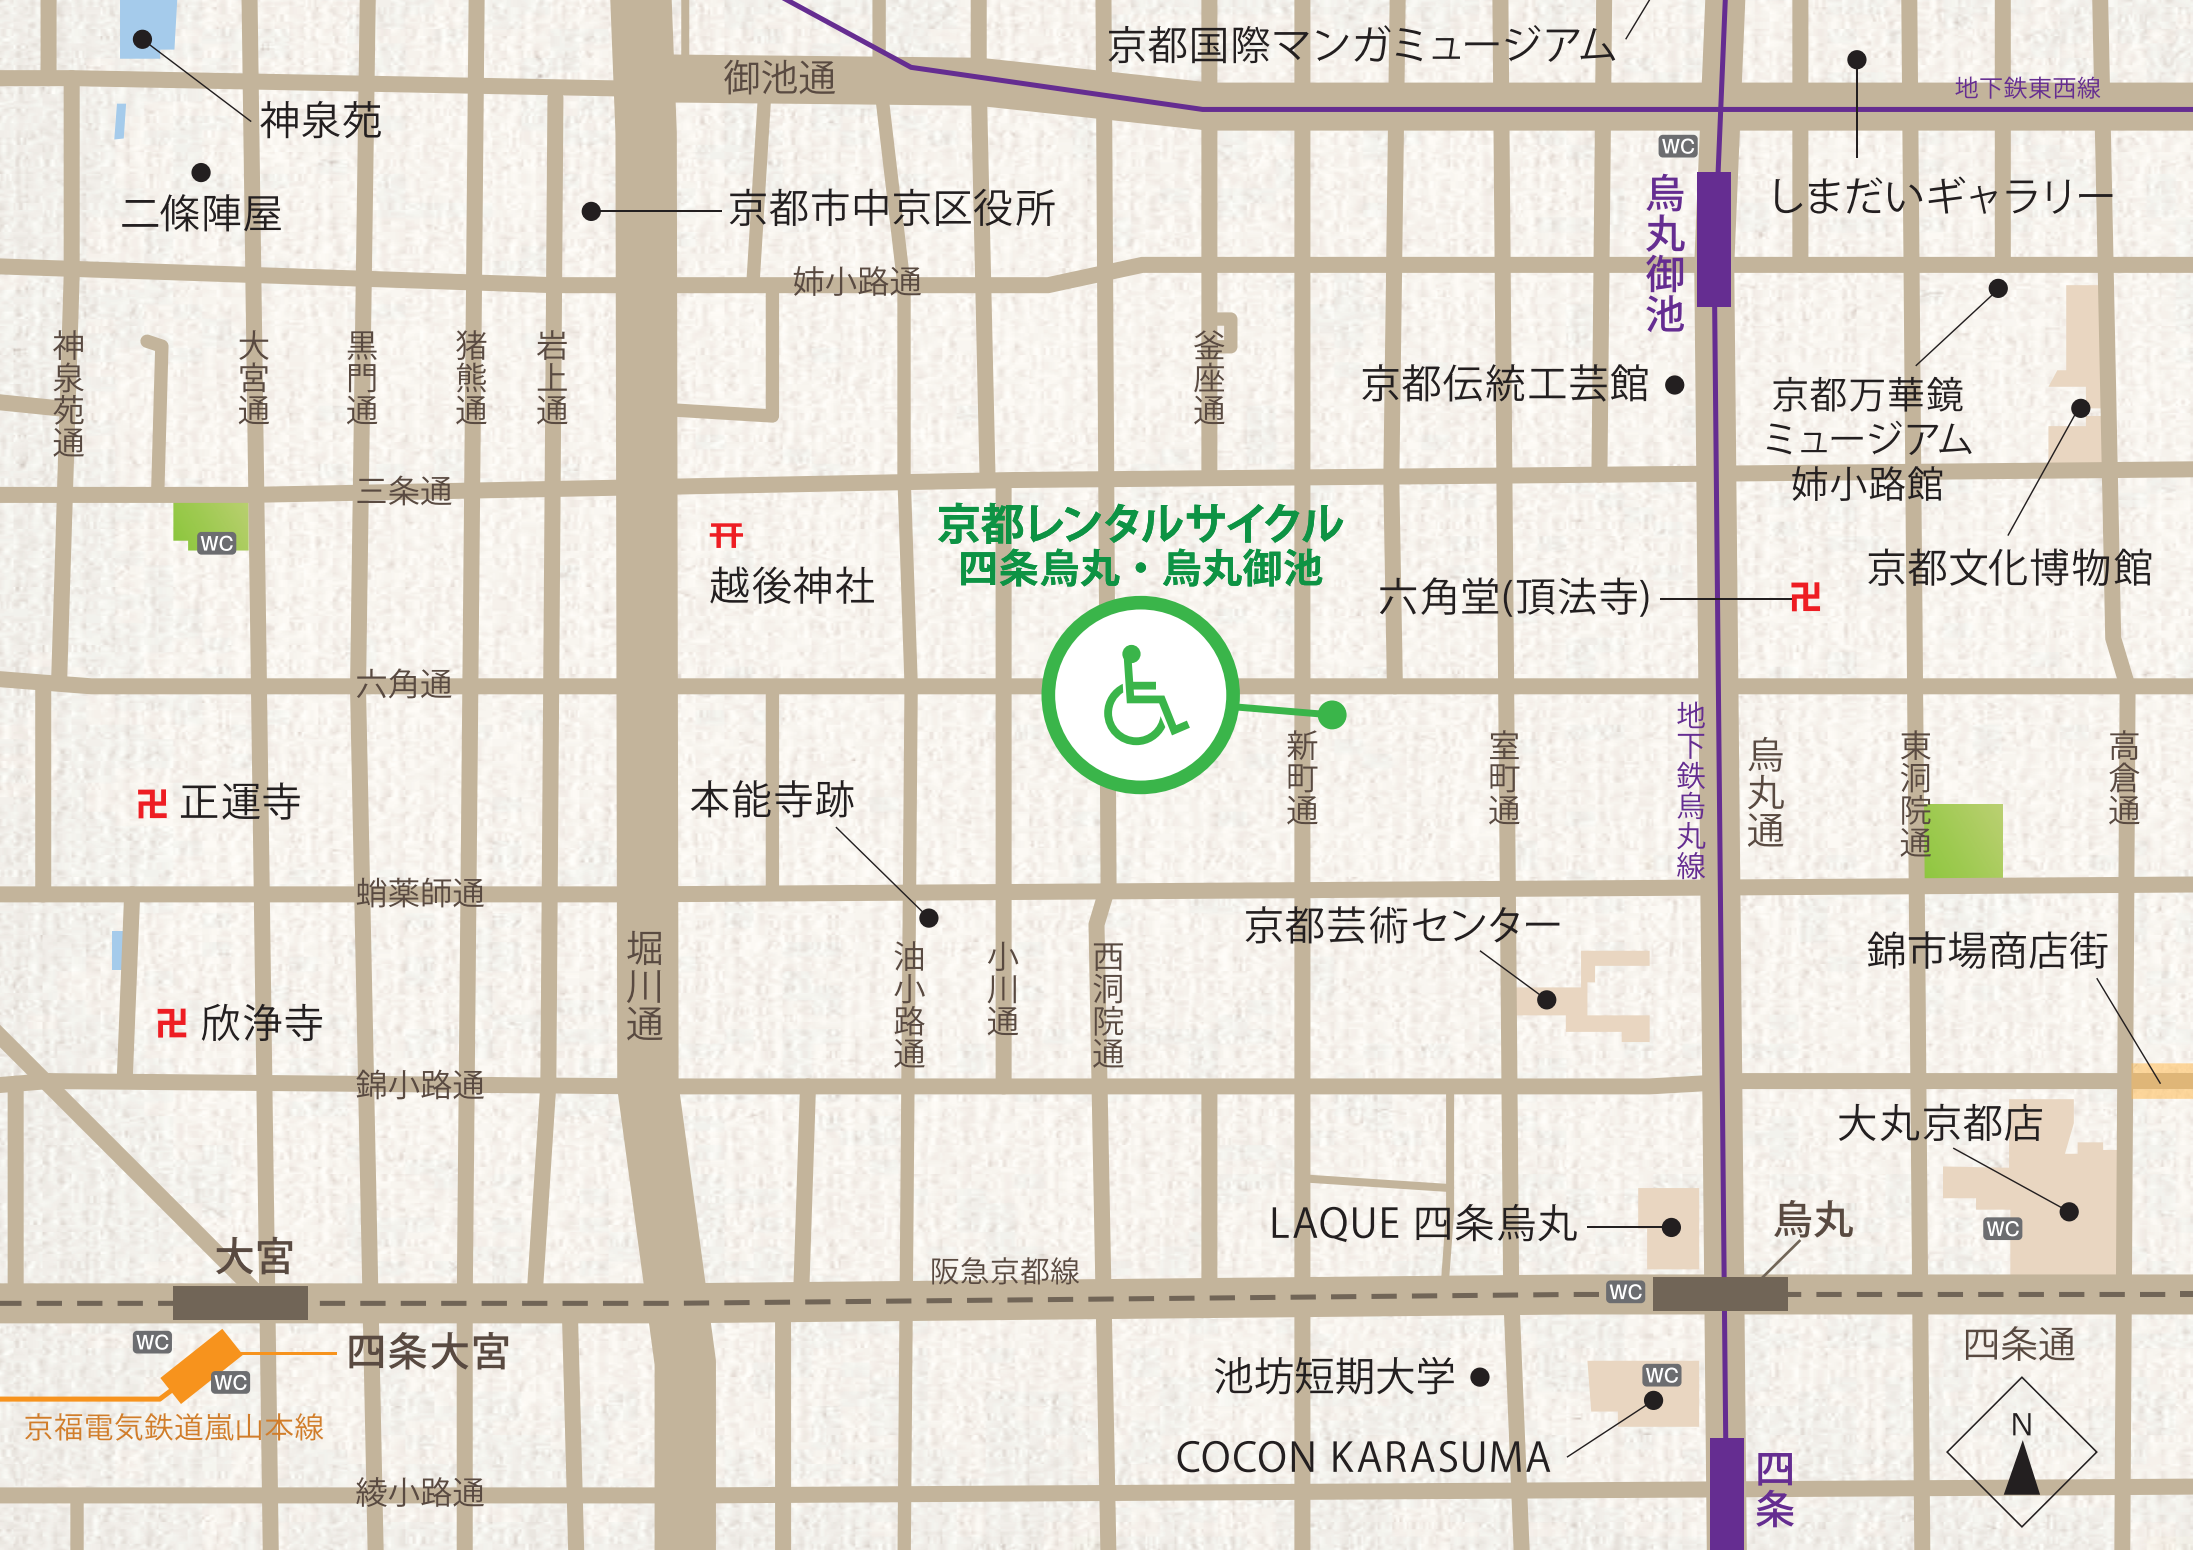 京都国際マンガミュージアム
御池通
地下鉄東西線
神泉苑
WC
二條陣屋
京都市中京区役所
烏丸御池
しまだいギャラリー
姉小路通
神泉苑通
大宮通
黒門通
猪熊通
岩上通
釜座通
京都伝統工芸館
京都万華鏡
ミュージアム
姉小路館
三条通
WC
京都レンタルサイクル
四条烏丸・烏丸御池
越後神社
六角堂(頂法寺)
卍
京都文化博物館
六角通
新町通
室町通
地下鉄烏丸線
烏丸通
東洞院通
高倉通
卍 正運寺
本能寺跡
蛸薬師通
京都芸術センター
錦市場商店街
堀川通
油小路通
小川通
西洞院通
卍 欣浄寺
錦小路通
大丸京都店
WC
LAQUE 四条烏丸
烏丸
大宮
阪急京都線
WC
WC
四条大宮
WC
四条通
池坊短期大学
WC
京福電気鉄道嵐山本線
COCON KARASUMA
N
四条
綾小路通